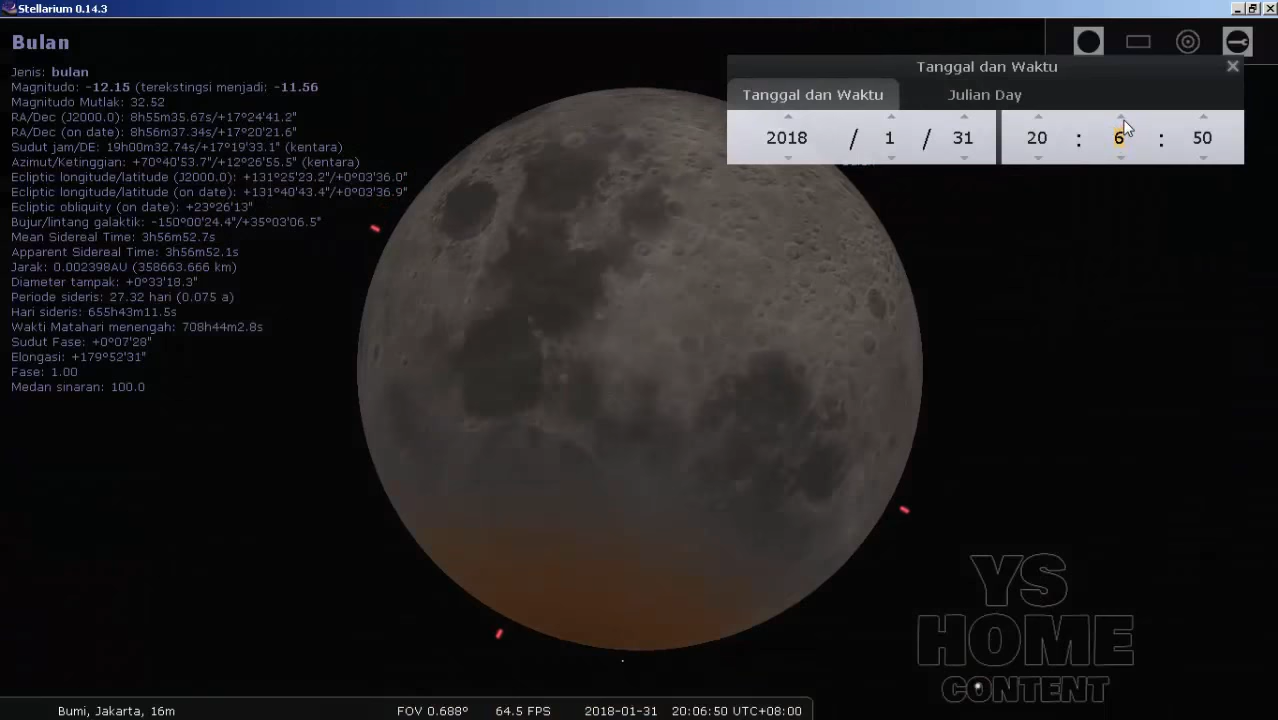 Stellarium 0.14.3
Bulan
Jenis: bulan
Magnitudo: -12.15 (terekstingsi menjadi: -11.56
Magnitudo Mutlak: 32.52
RA/Dec (J2000.0): 8h55m35.67s/+17°24'41.2"
RA/Dec (on date): 8h56m37.34s/+17°20'21.6"
Sudut jam/DE: 19h00m32.74s/+17°19'33.1" (kentara)
Azimut/Ketinggian: +70°40'53.7"/+12°26'55.5" (kentara)
Ecliptic longitude/latitude (J2000.0): +131°25'23.2"/+0°03'36.0"
Ecliptic longitude/latitude (on date): +131°40'43.4"/+0°03'36.9"
Ecliptic obliquity (on date): +23°26'13"
Bujur/lintang galaktik: -150°00'24.4"/+35°03'06.5"
Mean Sidereal Time: 3h56m52.7s
Apparent Sidereal Time: 3h56m52.1s
Jarak: 0.002398AU (358663.666 km)
Diameter tampak: +0°33'18.3"
Periode sideris: 27.32 hari (0.075 a)
Hari sideris: 655h43m11.5s
Wakti Matahari menengah: 708h44m2.8s
Sudut Fase: +0°07'28"
Elongasi: +179°52'31"
Fase: 1.00
Medan sinaran: 100.0
Tanggal dan Waktu
Tanggal dan Waktu Julian Day
2018 / 1 / 31 20 : 6 : 50
YS
HOME
CONTENT
Bumi, Jakarta, 16m FOV 0.688° 64.5 FPS 2018-01-31 20:06:50 UTC+08:00